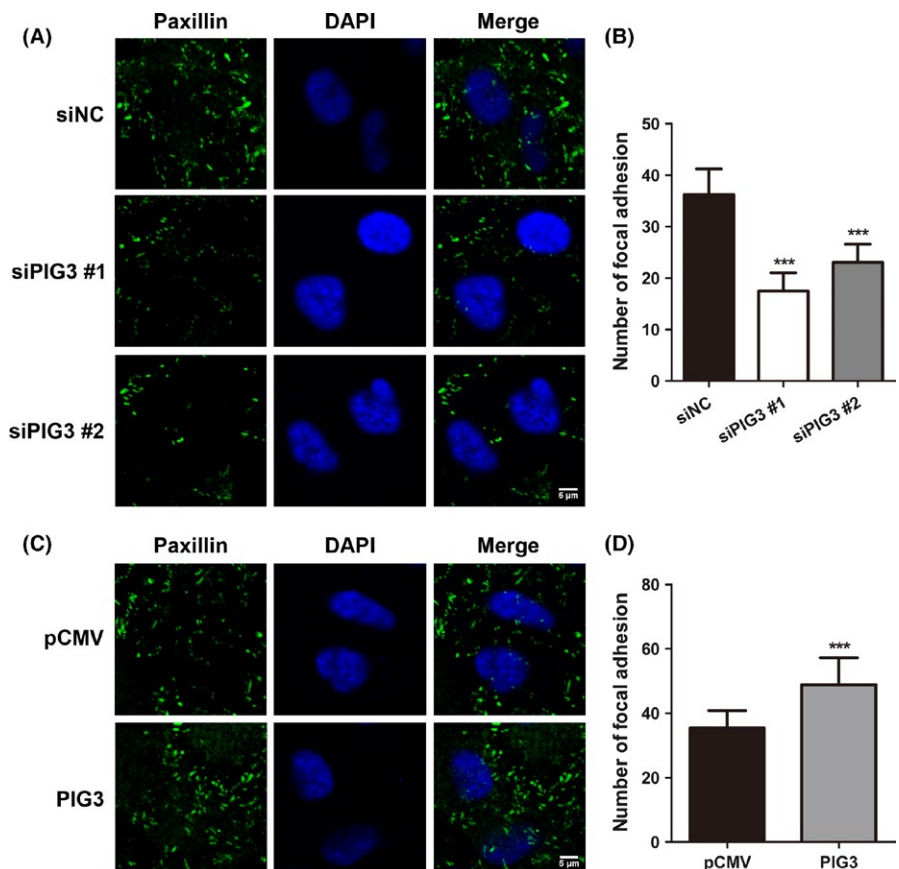 (A)
Paxillin DAPI Merge
siNC
siPIG3 #1
siPIG3 #2
5 µm
(B)
Number of focal adhesion
50
40
30
20
10
0
***
***
siNC
siPIG3 #1
siPIG3 #2
(C)
Paxillin DAPI Merge
pCMV
PIG3
5 µm
(D)
Number of focal adhesion
80
60
40
20
0
***
pCMV PIG3